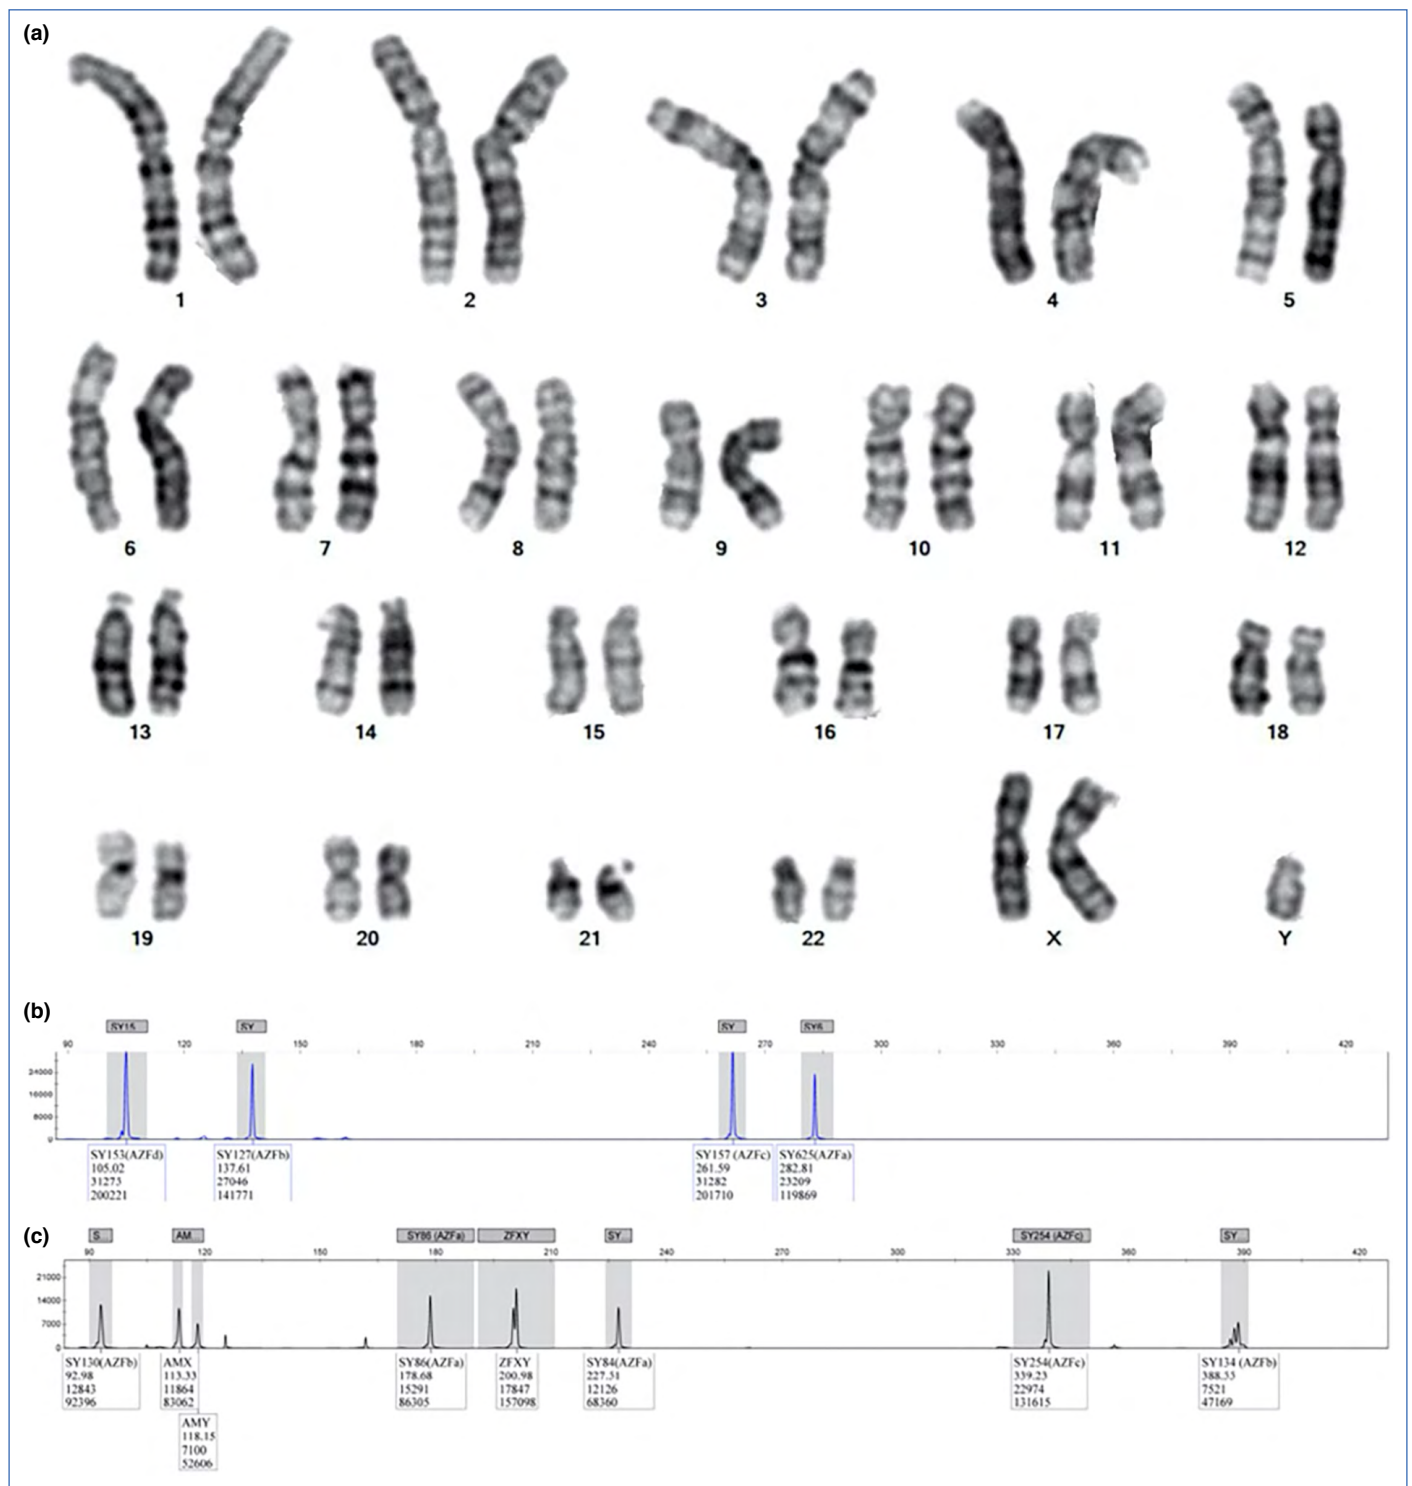 (a)
1 2 3 4 5
6 7 8 9 10 11 12
13 14 15 16 17 18
19 20 21 22 X Y
(b)
SY15 SY SY SY6
90 120 150 180 210 240 270 300 330 360 390 420
24000
16000
8000
0
SY153(AZFd) SY127(AZFb) SY157 (AZFc) SY625(AZFa)
105.02 137.61 261.59 282.81
31273 27046 31282 23209
200221 141771 201710 119869
(c)
S... AM... SY86 (AZFa) ZFXY SY... SY254 (AZFc) SY...
90 120 150 180 210 240 270 300 330 360 390 420
21000
14000
7000
0
SY130(AZFb) AMX SY86(AZFa) ZFXY SY84(AZFa) SY254(AZFc) SY134 (AZFb)
92.98 113.33 178.68 200.98 227.31 339.23 388.33
12843 11864 15291 17847 12126 22974 7521
92396 83062 86305 157098 68360 131615 47169
AMY
118.15
7100
52606